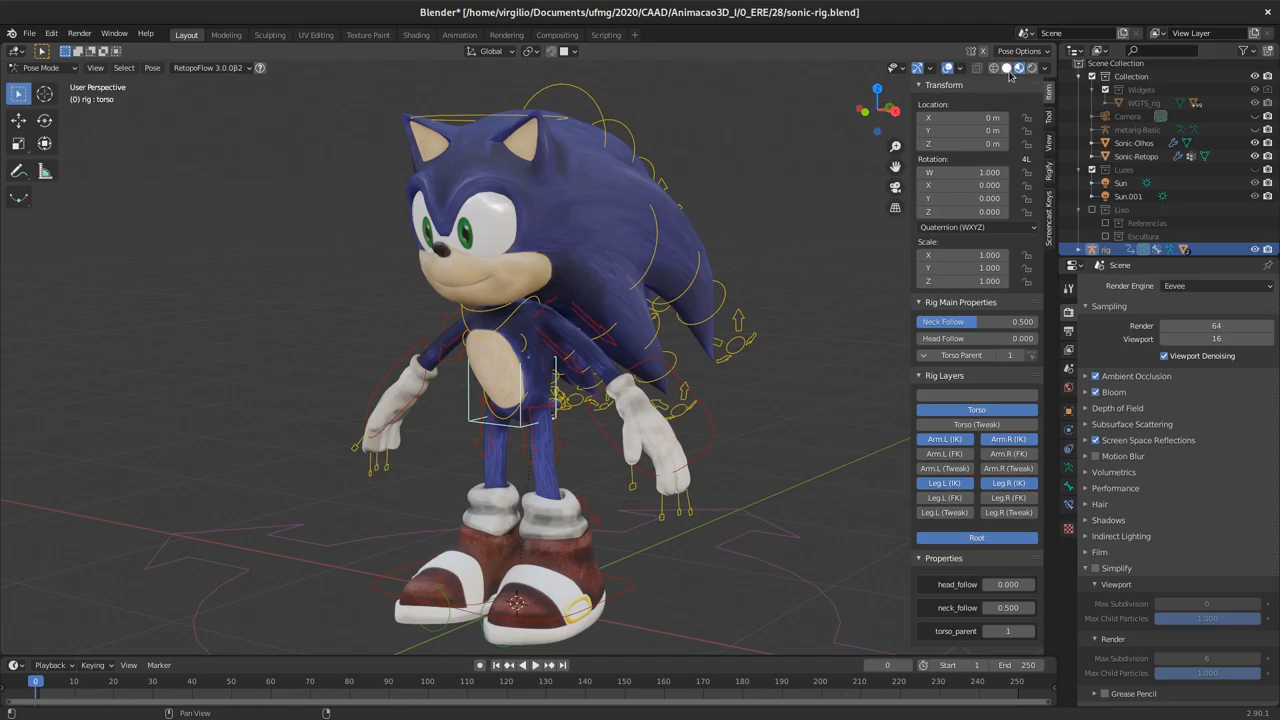 Blender* [/home/virgilio/Documents/ufmg/2020/CAAD/Animacao3D_I/0_ERE/28/sonic-rig.blend]
File Edit Render Window Help Layout Modeling Sculpting UV Editing Texture Paint Shading Animation Rendering Compositing Scripting + Scene View Layer
Global Pose Options
Pose Mode View Select Add Pose RetopoFlow 3.0.0β2
User Perspective
(0) rig : torso
Z
X
Transform
Location:
X 0 m
Y 0 m
Z 0 m
Rotation: 4L
W 1.000
X 0.000
Y 0.000
Z 0.000
Quaternion (WXYZ)
Scale:
X 1.000
Y 1.000
Z 1.000
Rig Main Properties
Neck Follow 0.500
Head Follow 0.000
Torso Parent 1
Rig Layers
Torso
Torso (Tweak)
Arm.L (IK) Arm.R (IK)
Arm.L (FK) Arm.R (FK)
Arm.L (Tweak) Arm.R (Tweak)
Leg.L (IK) Leg.R (IK)
Leg.L (FK) Leg.R (FK)
Leg.L (Tweak) Leg.R (Tweak)
Root
Properties
head_follow 0.000
neck_follow 0.500
torso_parent 1
Item
Tool
View
Rigify
Screencast Keys
Scene Collection
Collection
Widgets
WGTS_rig
Camera
metarig-Basic
Sonic-Olhos
Sonic-Retopo
Luzes
Sun
Sun.001
Lixo
Referencias
Escultura
rig
Scene
Render Engine Eevee
Sampling
Render 64
Viewport 16
Viewport Denoising
Ambient Occlusion
Bloom
Depth of Field
Subsurface Scattering
Screen Space Reflections
Motion Blur
Volumetrics
Performance
Hair
Shadows
Indirect Lighting
Film
Simplify
Viewport
Max Subdivision 0
Max Child Particles 1.000
Render
Max Subdivision 6
Max Child Particles 1.000
Grease Pencil
Playback Keying View Marker 0 Start 1 End 250
0 10 20 30 40 50 60 70 80 90 100 110 120 130 140 150 160 170 180 190 200 210 220 230 240 250
Pan View 2.90.1